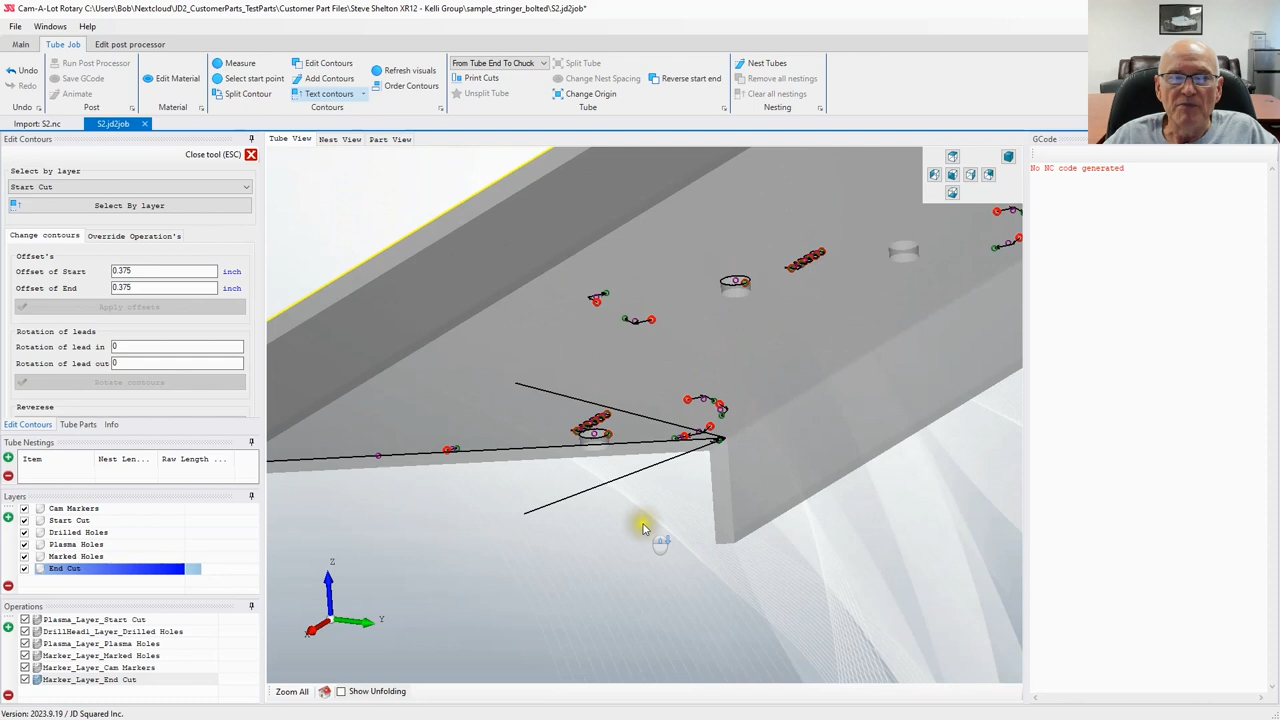 Cam-A-Lot Rotary C:\Users\Bob\Nextcloud\JD2_CustomerParts_TestParts\Customer Part Files\Steve Shelton XR12 - Kelli Group\sample_stringer_bolted\S2.jd2job*
File Windows Help
Main Tube Job Edit post processor
Undo Run Post Processor Measure Edit Contours From Tube End To Chuck Split Tube Nest Tubes
Redo Save GCode Edit Material Select start point Add Contours Refresh visuals Print Cuts Change Nest Spacing Reverse start end Remove all nestings
Animate Split Contour Text contours Order Contours Unsplit Tube Change Origin Clear all nestings
Undo Post Material Contours Tube Nesting
Import: S2.nc S2.jd2job
Edit Contours Tube View Nest View Part View GCode
Close tool (ESC)
No NC code generated
Select by layer
Start Cut
Select By layer
Change contours Override Operation's
Offset's
Offset of Start 0.375 inch
Offset of End 0.375 inch
Apply offsets
Rotation of leads
Rotation of lead in 0
Rotation of lead out 0
Rotate contours
Reverese
Edit Contours Tube Parts Info
Tube Nestings
Item Nest Len... Raw Length ...
Layers
Cam Markers
Start Cut
Drilled Holes
Plasma Holes
Marked Holes
End Cut
Operations
Plasma_Layer_Start Cut
DrillHead1_Layer_Drilled Holes
Plasma_Layer_Plasma Holes
Marker_Layer_Marked Holes
Marker_Layer_Cam Markers
Marker_Layer_End Cut
Z
Y
X
Zoom All Show Unfolding
Version: 2023.9.19 / JD Squared Inc.